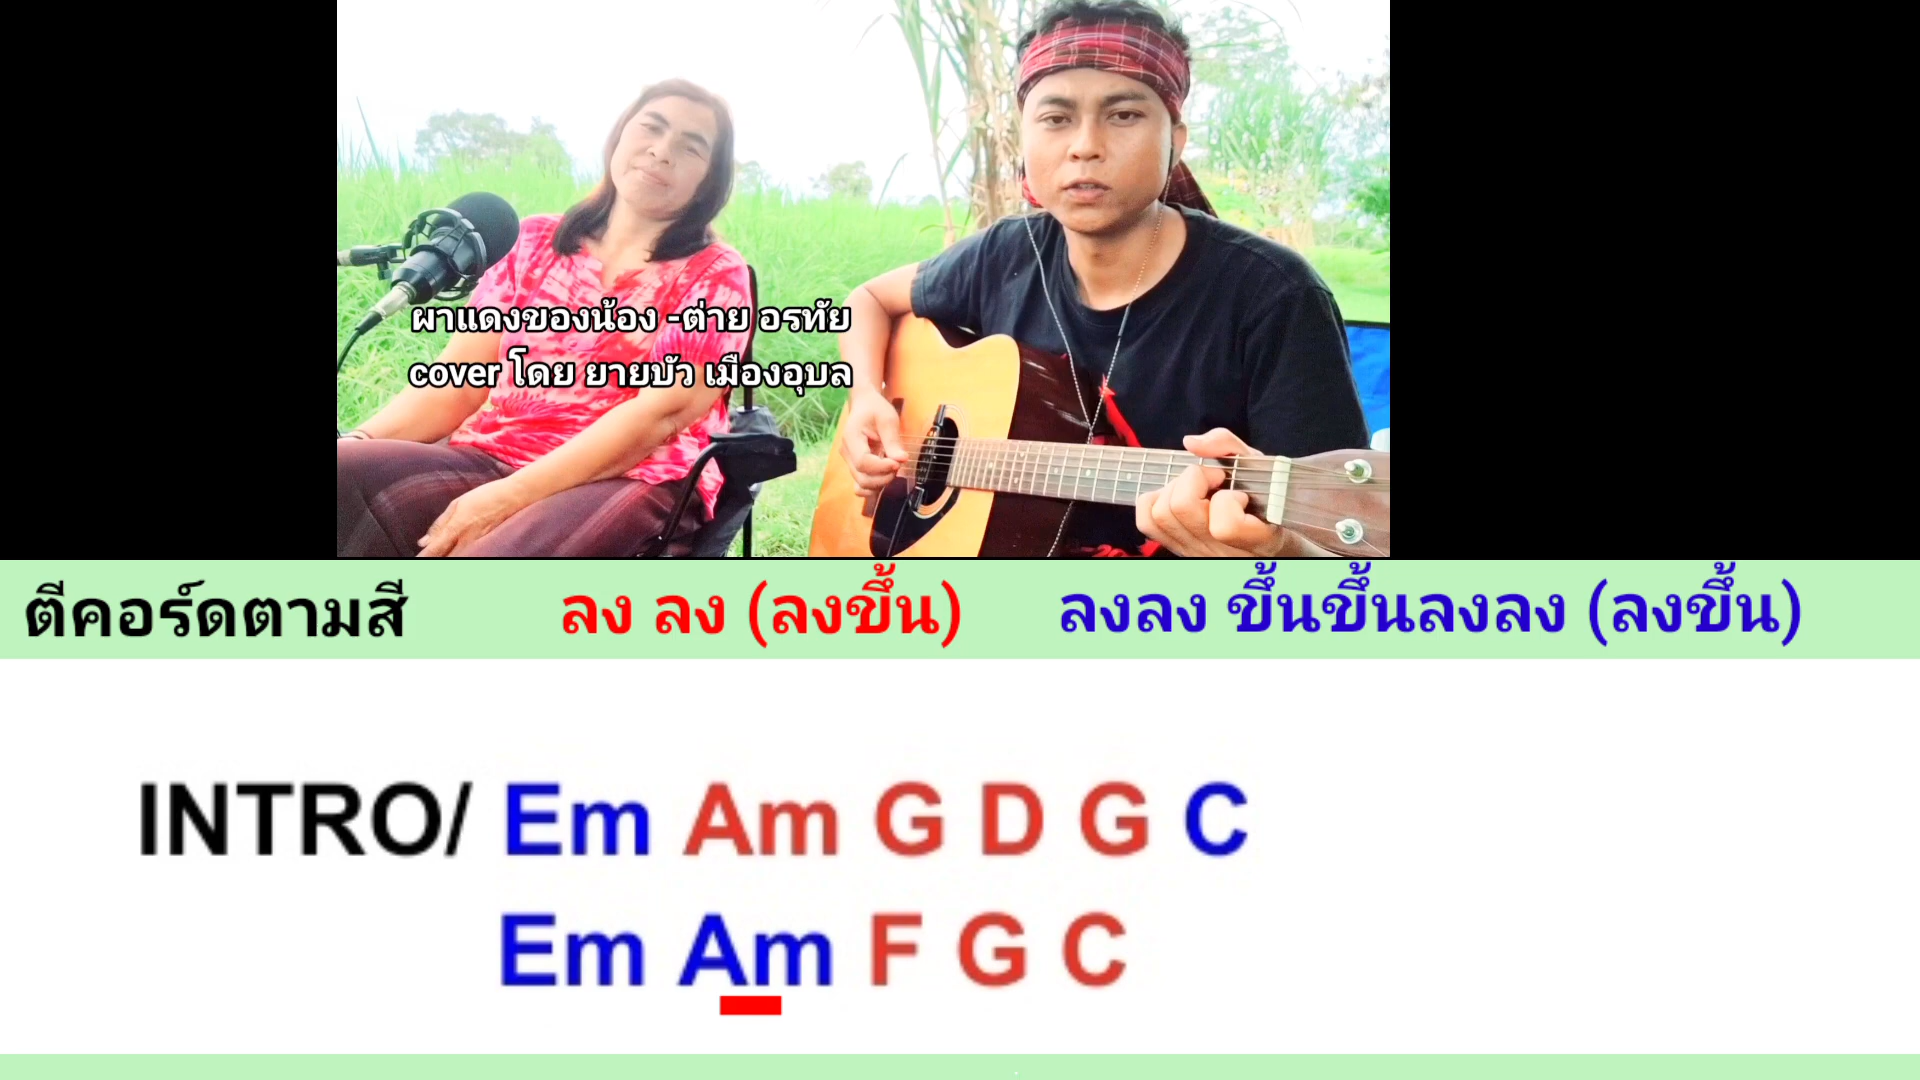 ผาแดงของน้อง -ต่าย อรทัย
cover โดย ยายบัว เมืองอุบล
ตีคอร์ดตามสี ลง ลง (ลงขึ้น) ลงลง ขึ้นขึ้นลงลง (ลงขึ้น)
INTRO/ Em Am G D G C
Em Am F G C